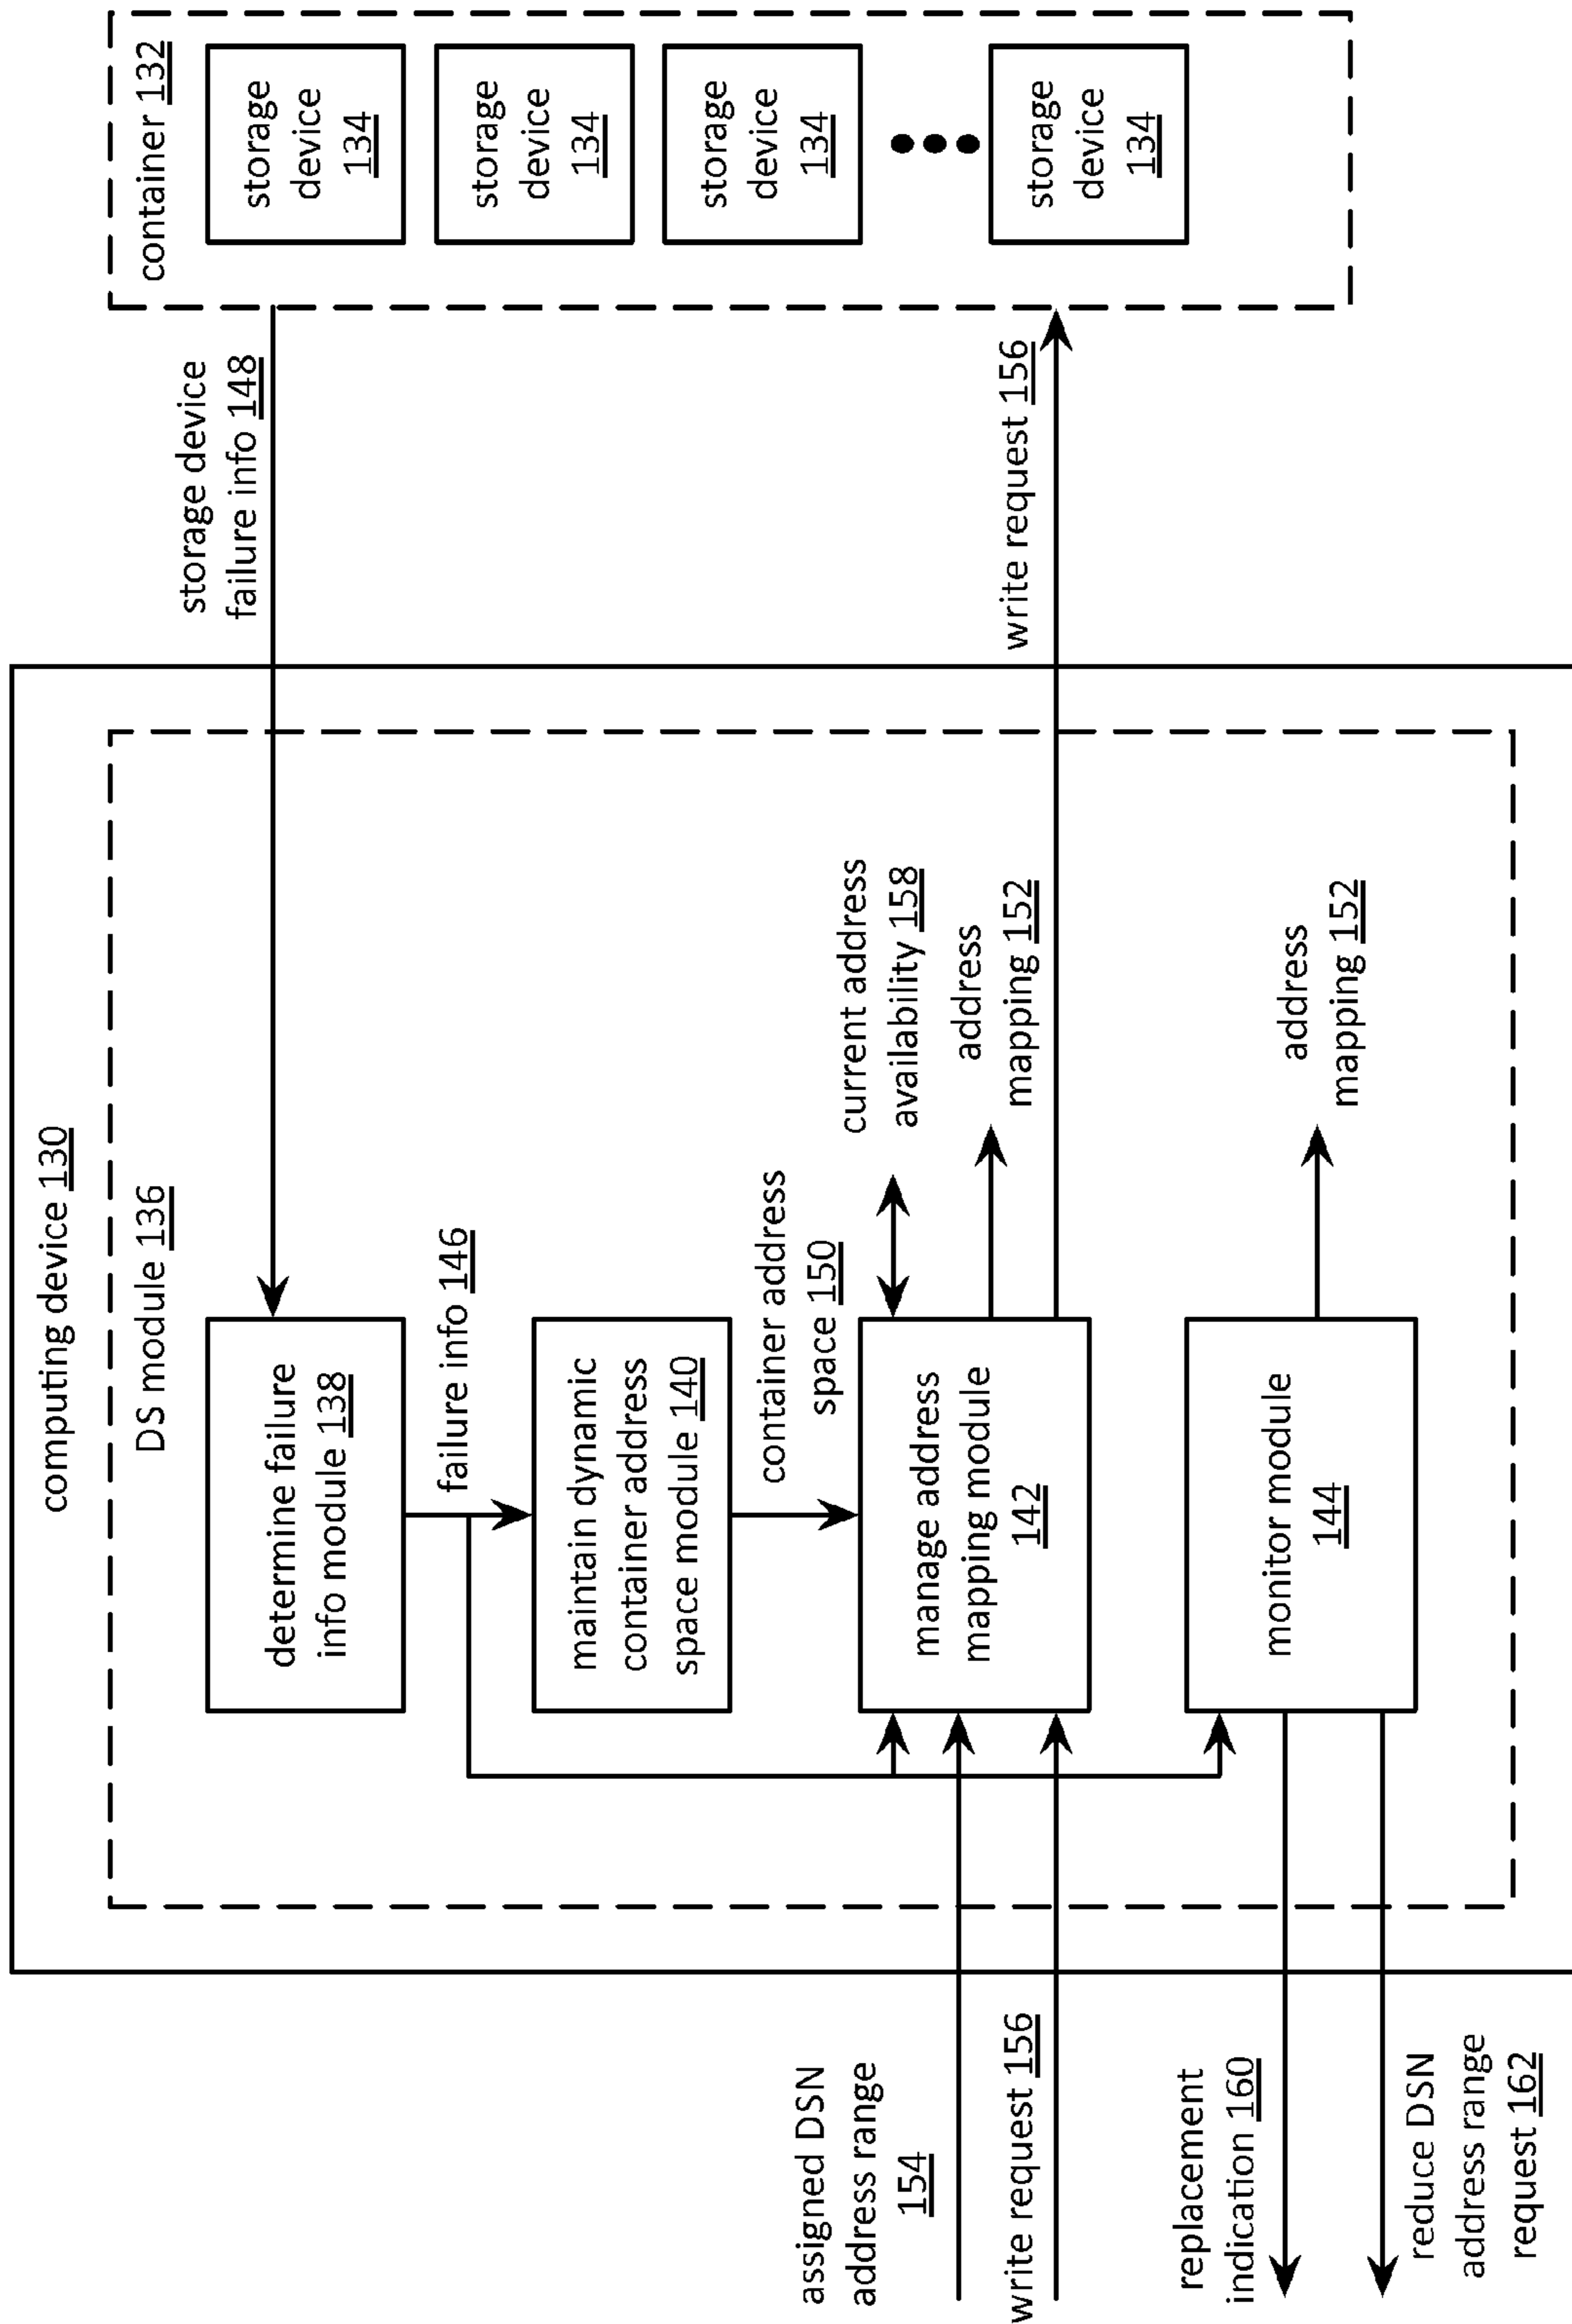 computing device 130
DS module 136
container 132
storage
device
134
storage
device
134
storage
device
134
storage
device
134
storage device
failure info 148
determine failure
info module 138
failure info 146
maintain dynamic
container address
space module 140
container address
space 150
current address
availability 158
address
mapping 152
manage address
mapping module
142
assigned DSN
address range
154
write request 156
write request 156
monitor module
144
address
mapping 152
replacement
indication 160
reduce DSN
address range
request 162